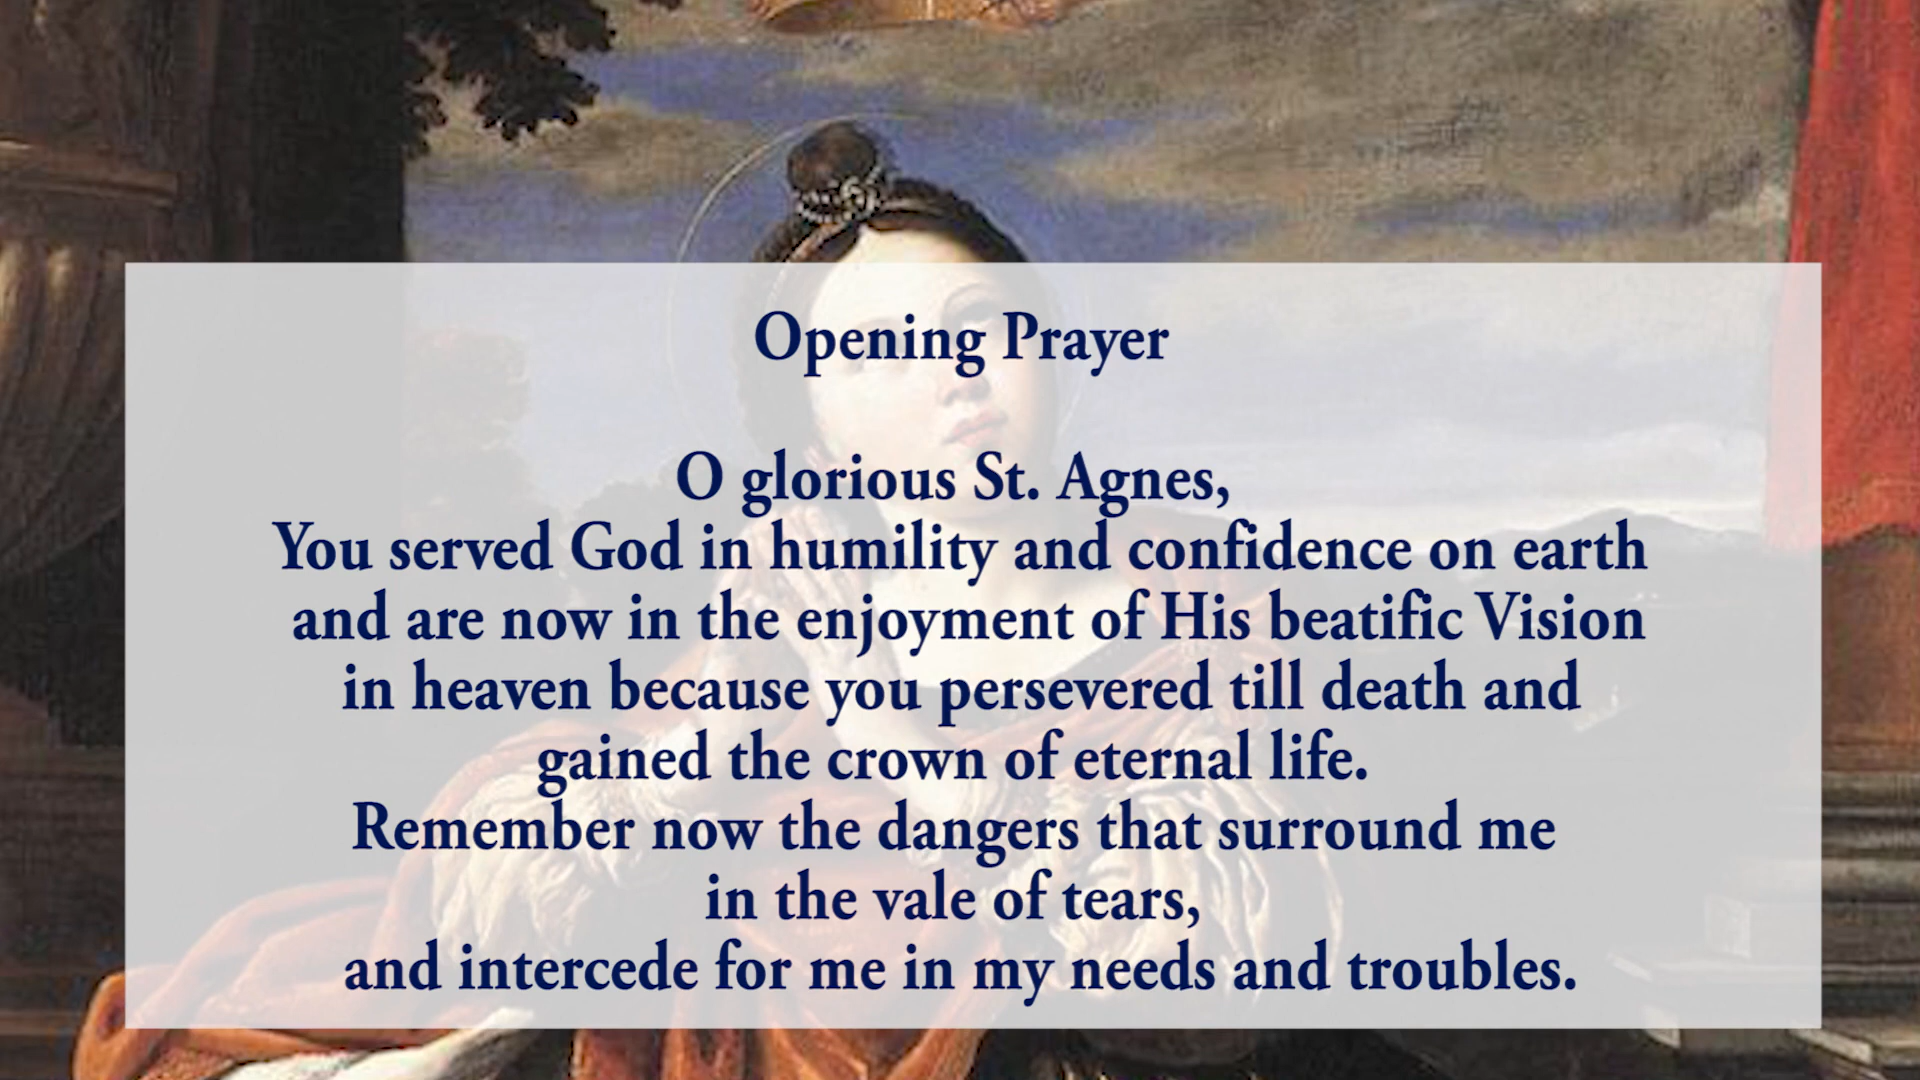 Opening Prayer
O glorious St. Agnes,
You served God in humility and confidence on earth
and are now in the enjoyment of His beatific Vision
in heaven because you persevered till death and
gained the crown of eternal life.
Remember now the dangers that surround me
in the vale of tears,
and intercede for me in my needs and troubles.